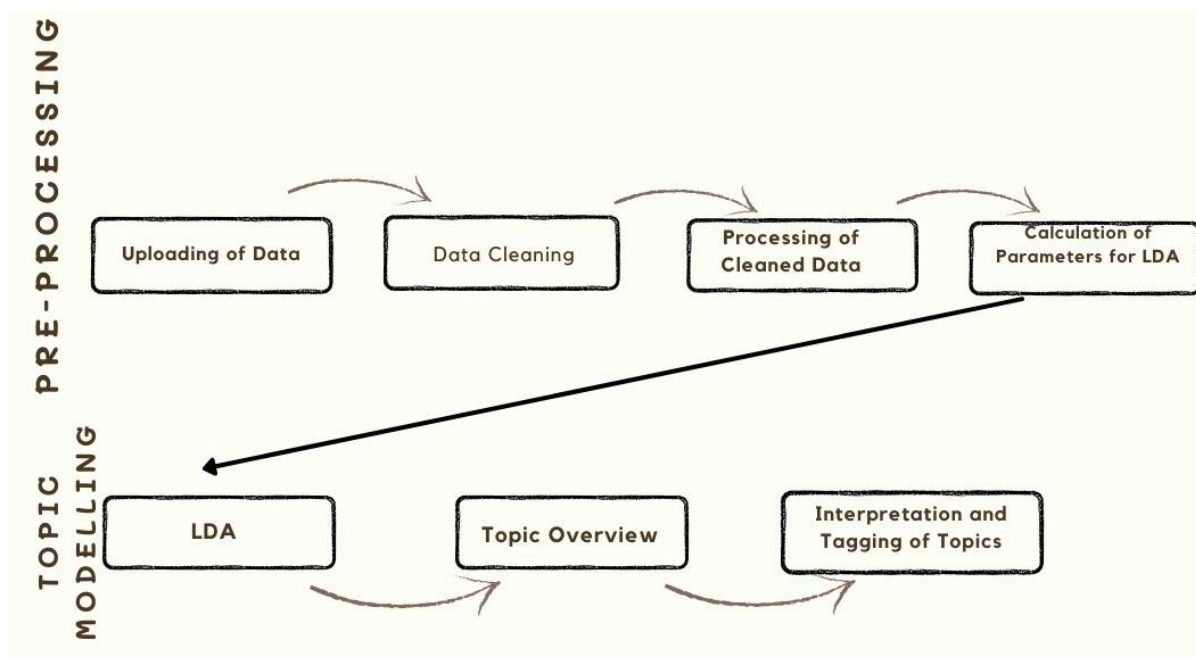 PRE-PROCESSING
Uploading of Data
Data Cleaning
Processing of
Cleaned Data
Calculation of
Parameters for LDA
TOPIC
MODELLING
LDA
Topic Overview
Interpretation and
Tagging of Topics